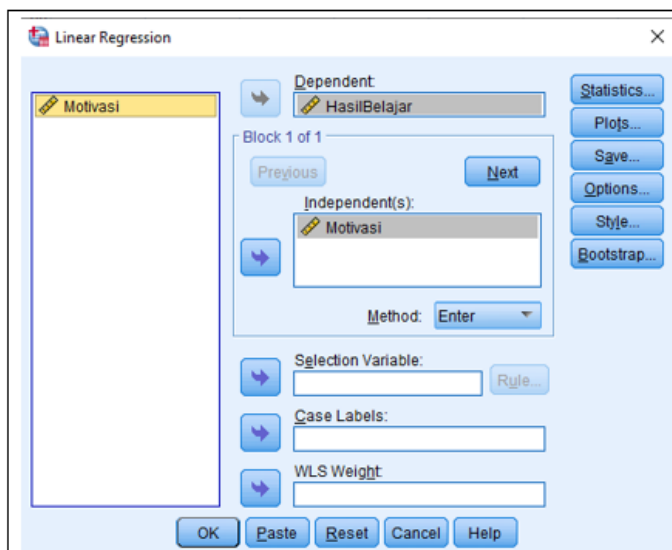 Linear Regression
Motivasi
Dependent:
HasilBelajar
Block 1 of 1
Previous
Next
Independent(s):
Motivasi
Method:
Enter
Selection Variable:
Rule...
Case Labels:
WLS Weight:
Statistics...
Plots...
Save...
Options...
Style...
Bootstrap...
OK
Paste
Reset
Cancel
Help